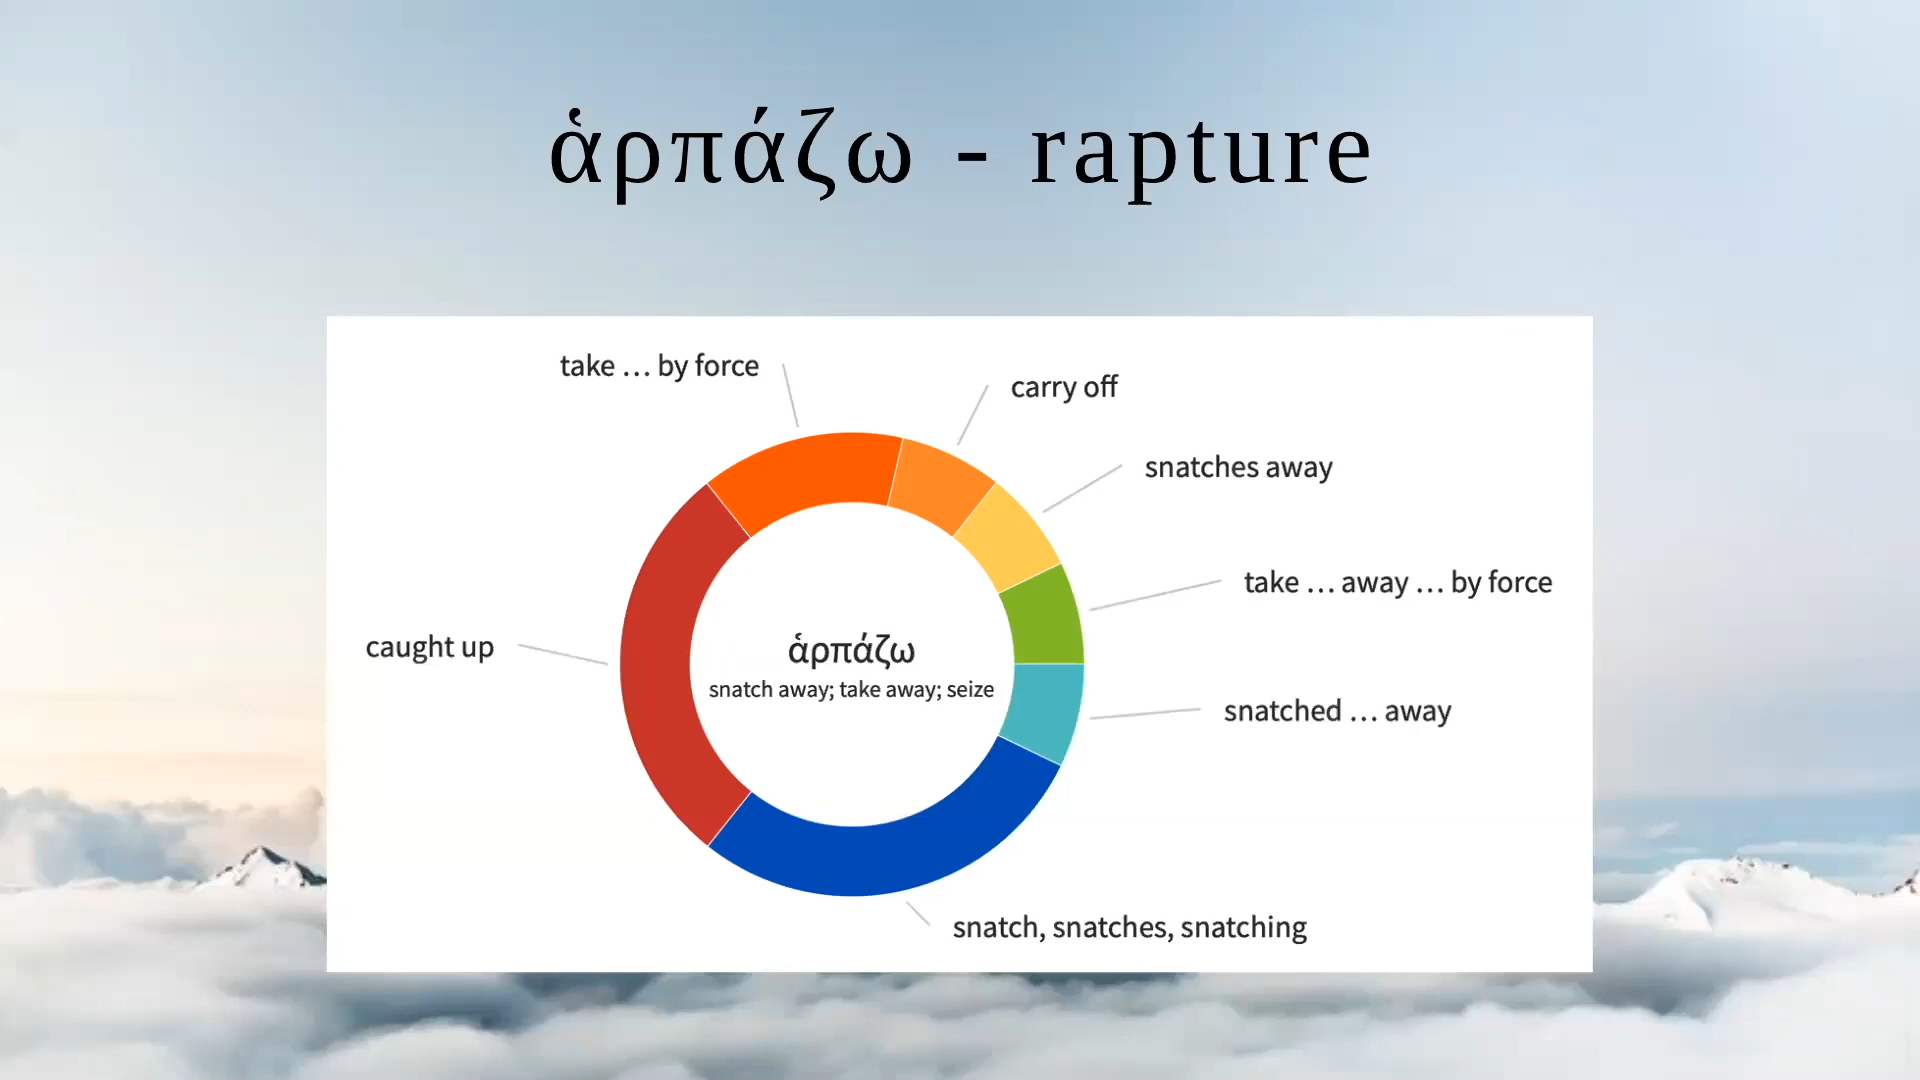 ἁρπάζω - rapture
take … by force
carry off
snatches away
take … away … by force
caught up
ἁρπάζω
snatch away; take away; seize
snatched … away
snatch, snatches, snatching